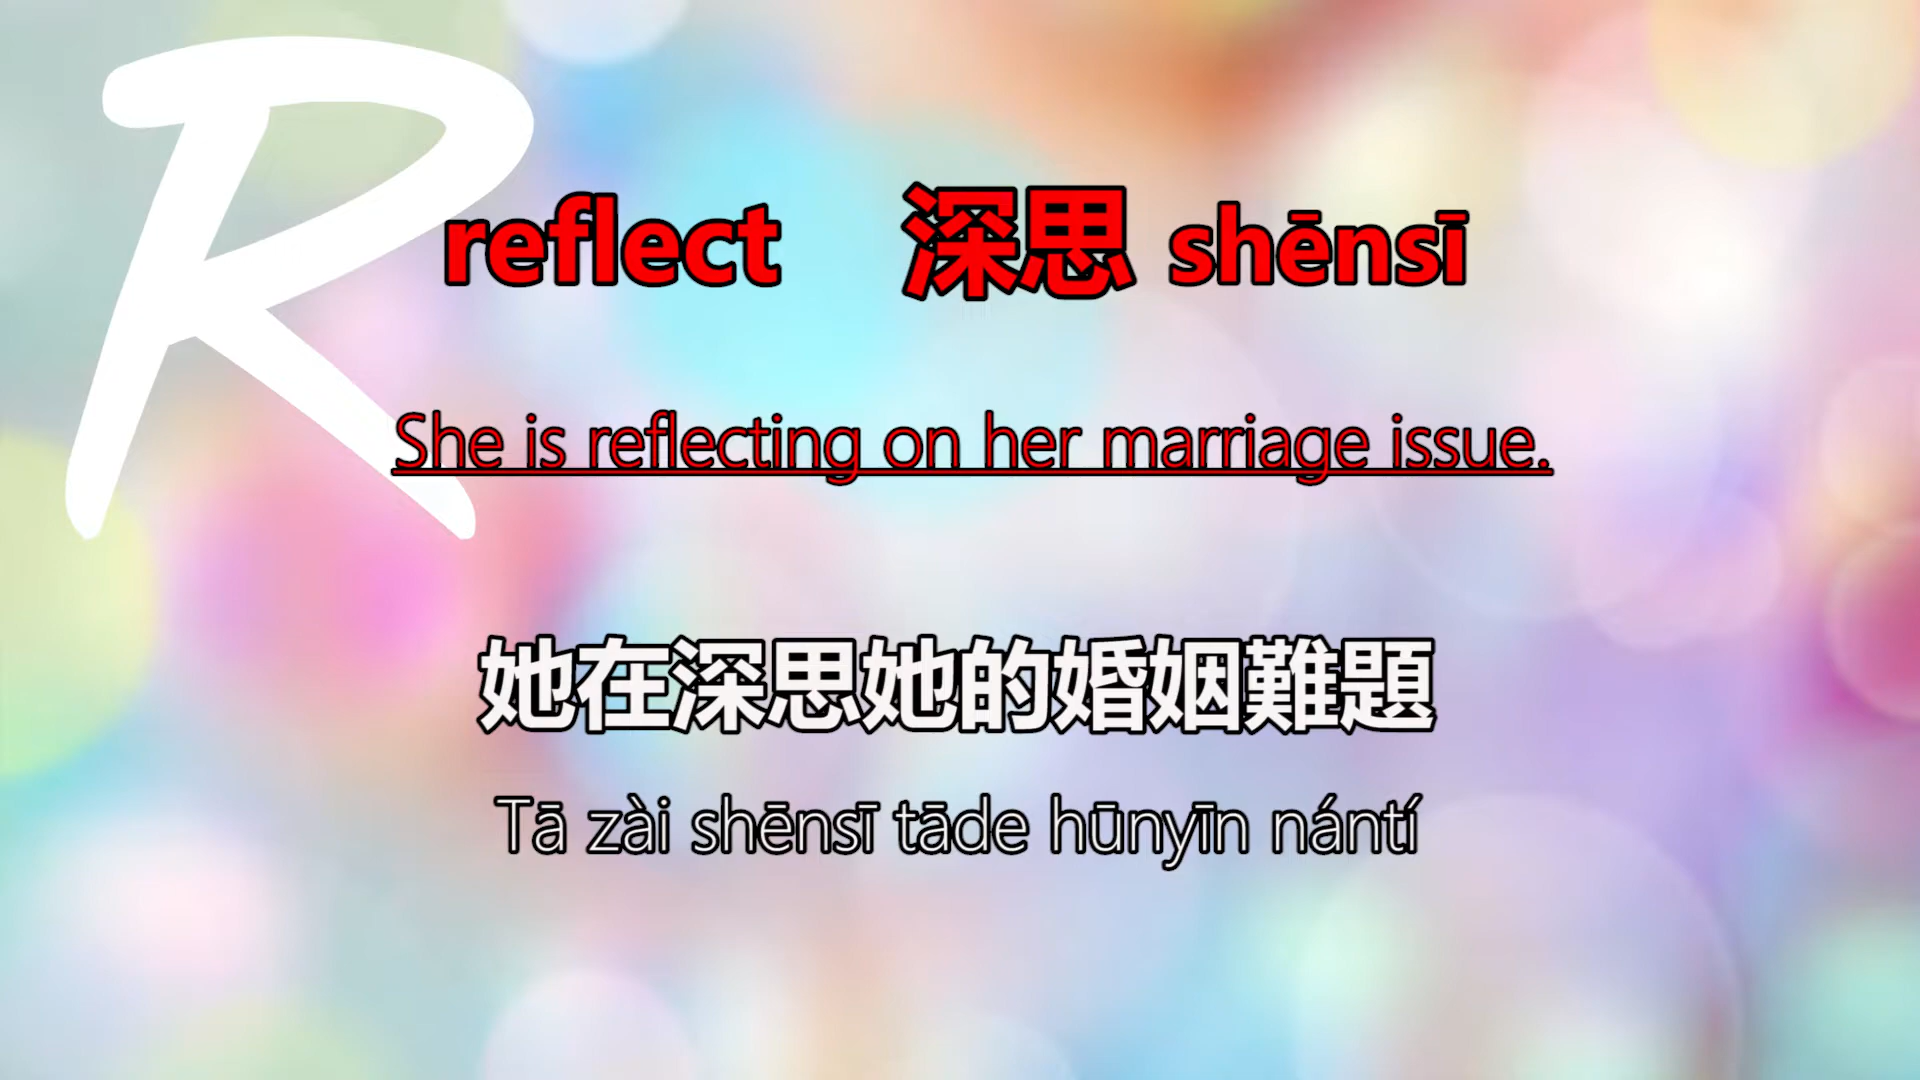 R
reflect 深思 shēnsī
She is reflecting on her marriage issue.
她在深思她的婚姻難題
Tā zài shēnsī tāde hūnyīn nántí